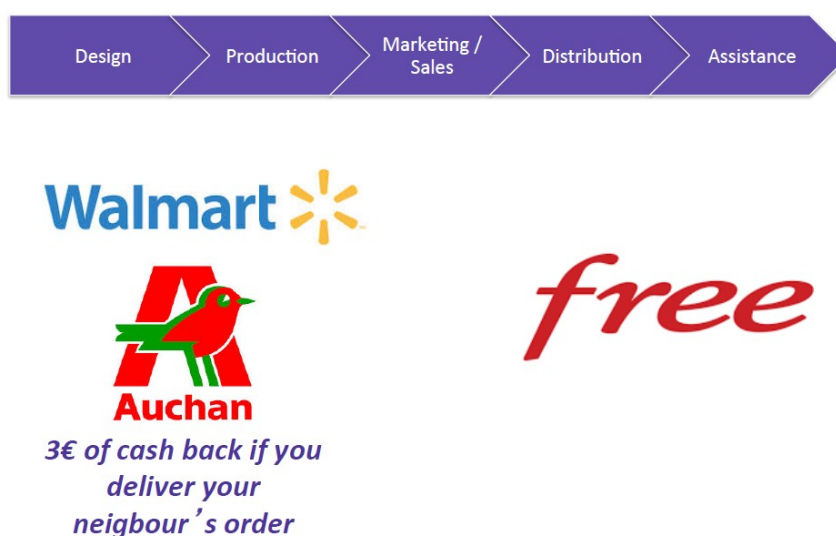 Design
Production
Marketing /
Sales
Distribution
Assistance
Walmart
free
Auchan
3€ of cash back if you
deliver your
neigbour's order